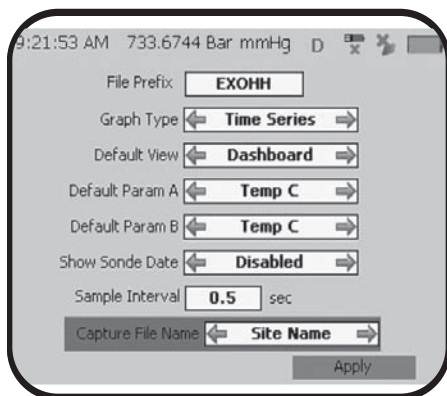 9:21:53 AM 733.6744 Bar mmHg D
File Prefix EXOHH
Graph Type Time Series
Default View Dashboard
Default Param A Temp C
Default Param B Temp C
Show Sonde Date Disabled
Sample Interval 0.5 sec
Capture File Name Site Name
Apply